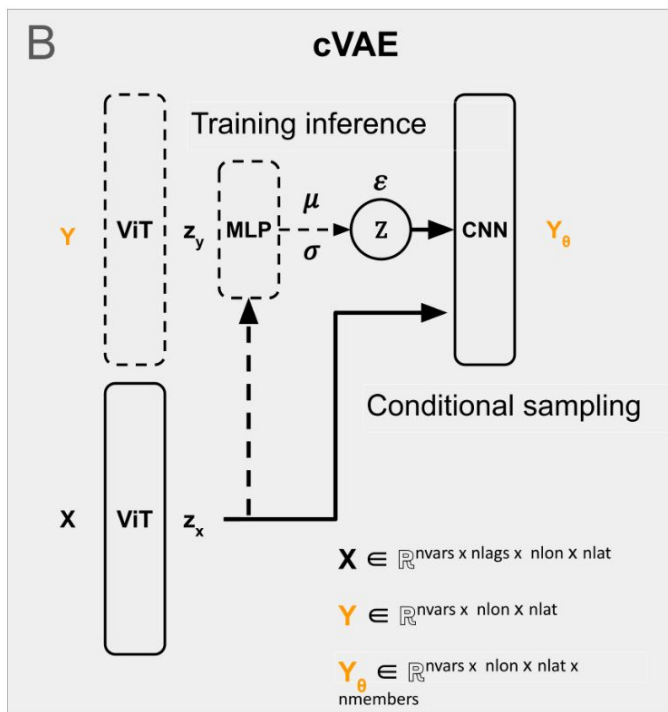 B
cVAE
Training inference
Y
ViT
z_y
MLP
μ
σ
ε
Z
CNN
Y_θ
Conditional sampling
X
ViT
z_x
X ∈ ℝ^nvars x nlags x nlon x nlat
Y ∈ ℝ^nvars x nlon x nlat
Y_θ ∈ ℝ^nvars x nlon x nlat x
nmembers